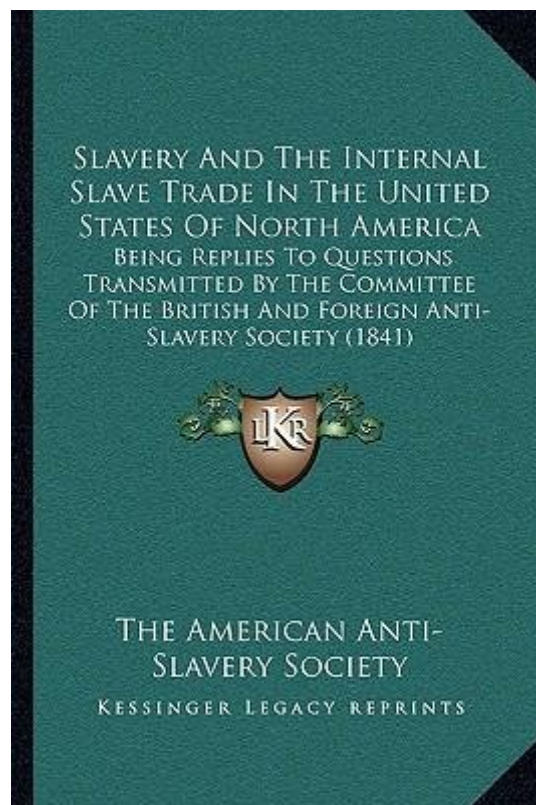 SLAVERY AND THE INTERNAL
SLAVE TRADE IN THE UNITED
STATES OF NORTH AMERICA
BEING REPLIES TO QUESTIONS
TRANSMITTED BY THE COMMITTEE
OF THE BRITISH AND FOREIGN ANTI-
SLAVERY SOCIETY (1841)
LKR
THE AMERICAN ANTI-
SLAVERY SOCIETY
KESSINGER LEGACY REPRINTS